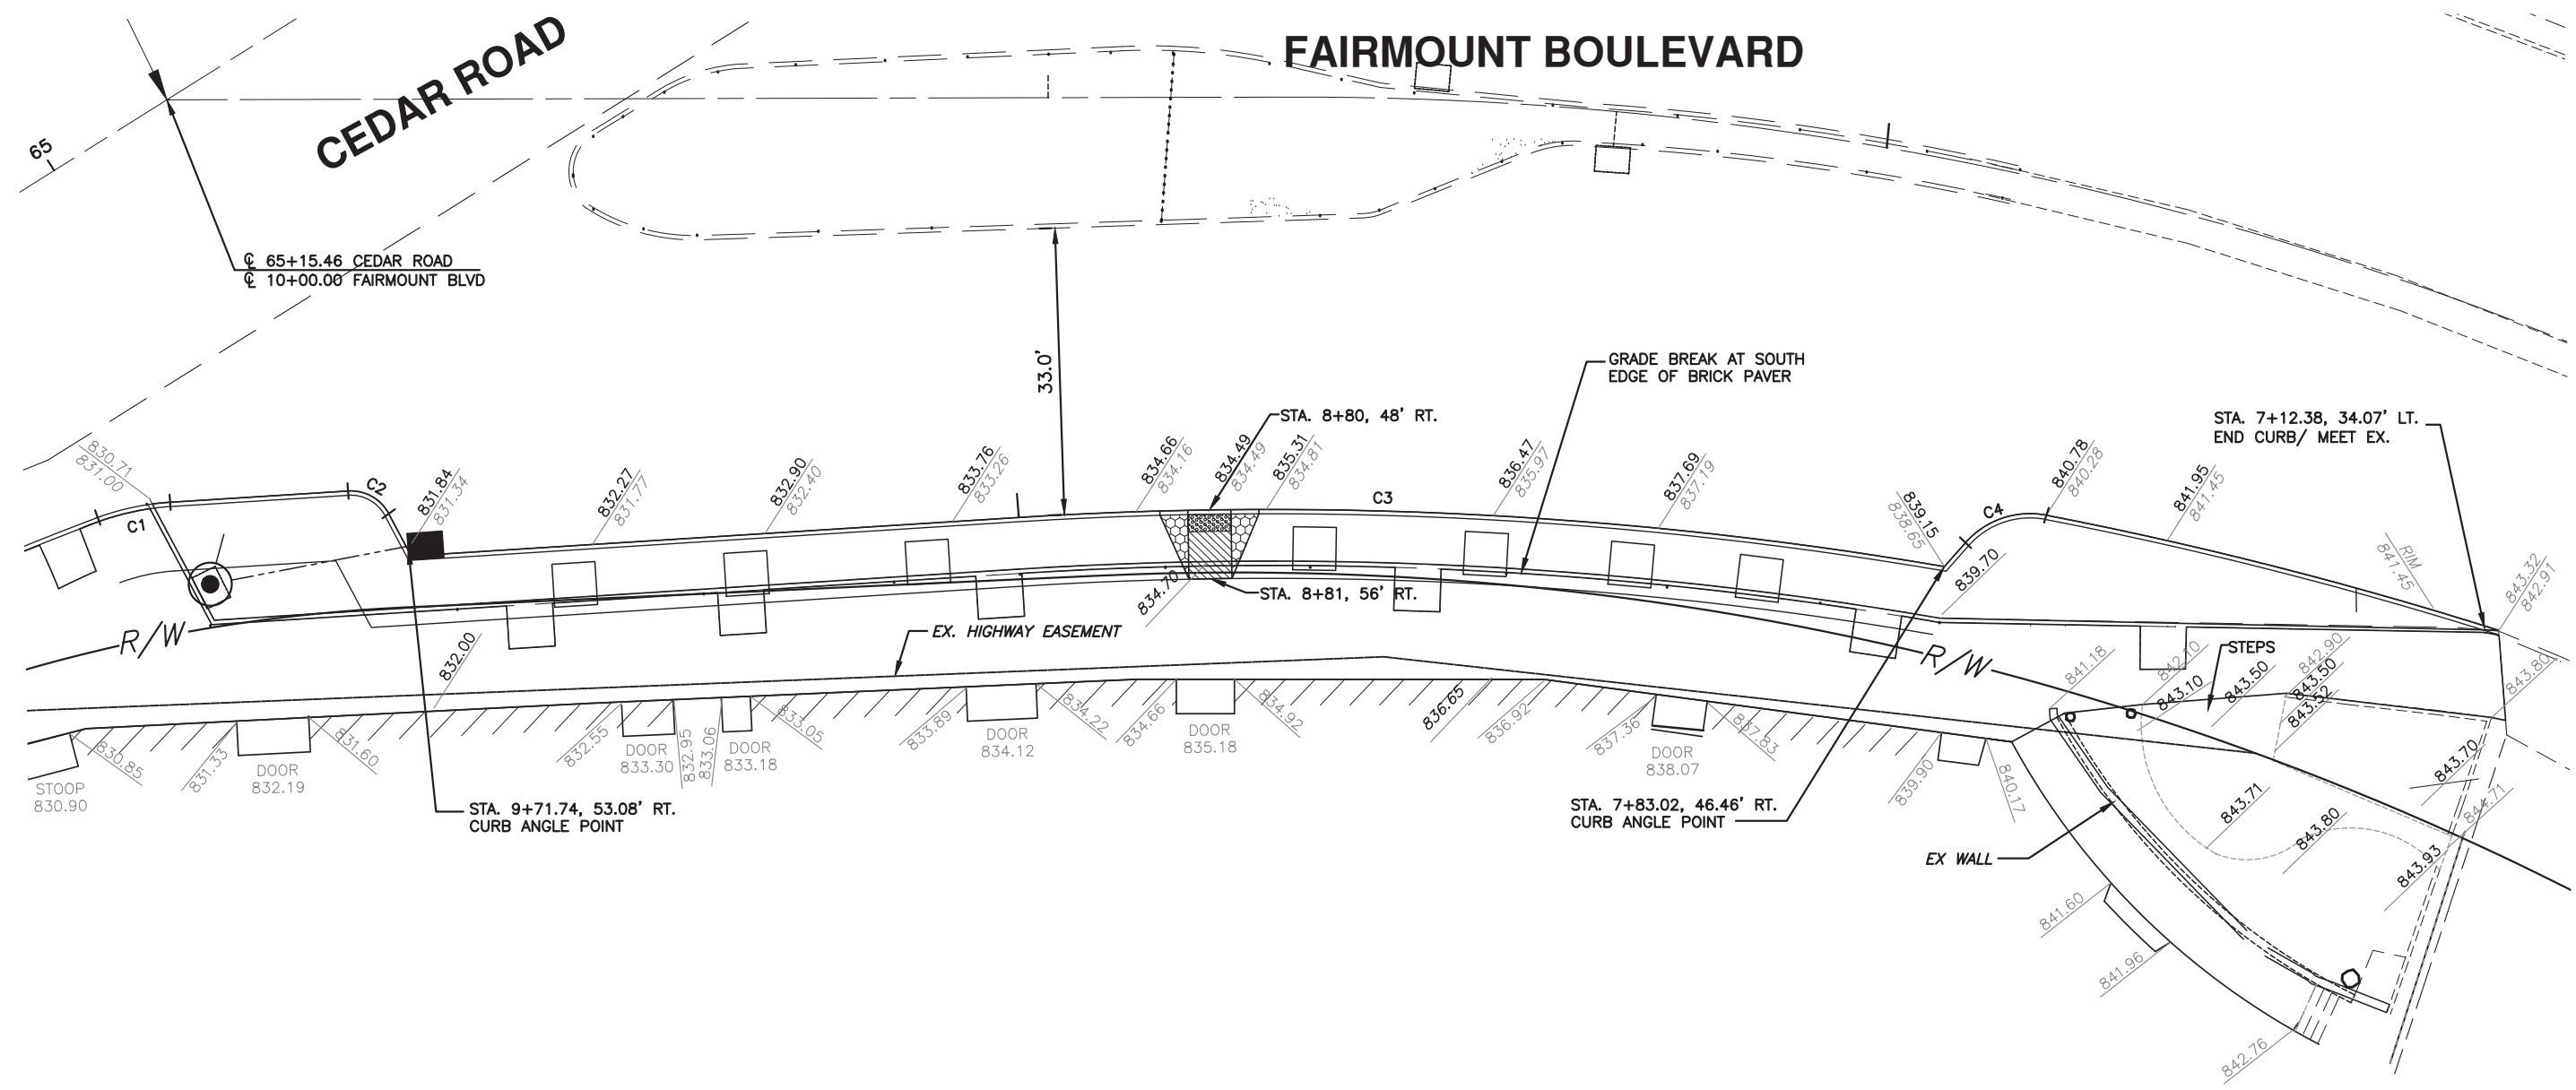 CEDAR ROAD
FAIRMOUNT BOULEVARD
65
℄ 65+15.46 CEDAR ROAD
℄ 10+00.00 FAIRMOUNT BLVD
33.0'
GRADE BREAK AT SOUTH
EDGE OF BRICK PAVER
STA. 8+80, 48' RT.
STA. 7+12.38, 34.07' LT.
END CURB/ MEET EX.
830.71
831.00
C1
C2
831.84
831.34
832.27
831.77
832.90
832.40
833.76
833.26
834.66
834.16
834.49
834.49
835.31
834.81
C3
836.47
835.97
837.69
837.19
839.15
838.65
C4
840.78
840.28
841.95
841.45
RIM
841.45
843.32
842.91
839.70
834.70
STA. 8+81, 56' RT.
R/W
EX. HIGHWAY EASEMENT
R/W
832.00
841.18
842.10
843.10
STEPS
843.50
842.90
843.50
843.52
843.80
STOOP
830.90
830.85
831.33
DOOR
832.19
831.60
832.55
DOOR
833.30
832.95
833.06
DOOR
833.18
833.05
833.89
DOOR
834.12
834.22
834.66
DOOR
835.18
834.92
836.65
836.92
837.36
DOOR
838.07
837.83
839.90
840.17
843.70
844.71
843.71
843.80
843.93
STA. 9+71.74, 53.08' RT.
CURB ANGLE POINT
STA. 7+83.02, 46.46' RT.
CURB ANGLE POINT
EX WALL
841.60
841.96
842.76